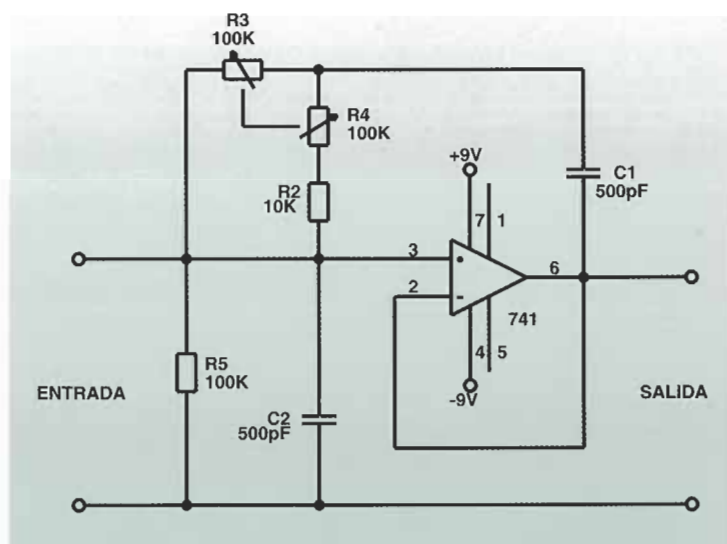 R3
100K
R4
100K
R2
10K
+9V
C1
500pF
7 1
3
2
6
741
4 5
-9V
R5
100K
ENTRADA
C2
500pF
SALIDA